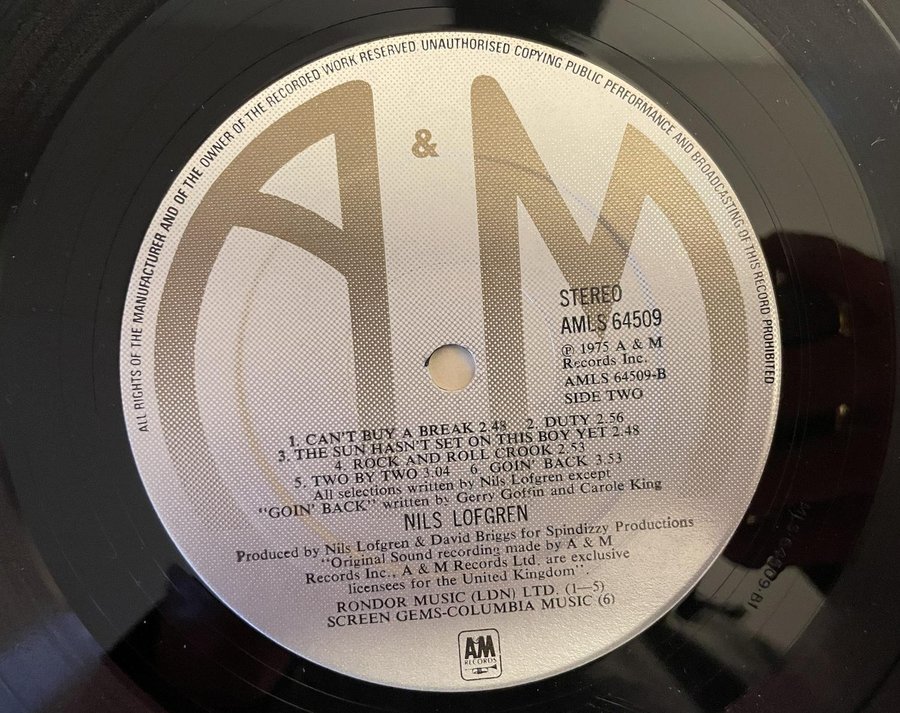 ALL RIGHTS OF THE MANUFACTURER AND OF THE OWNER OF THE RECORDED WORK RESERVED. UNAUTHORISED COPYING PUBLIC PERFORMANCE AND BROADCASTING OF THIS RECORD PROHIBITED
A & M
STEREO
AMLS 64509
℗ 1975 A & M
Records Inc.
AMLS 64509-B
SIDE TWO
1. CAN'T BUY A BREAK 2.48 2. DUTY 2.56
3. THE SUN HASN'T SET ON THIS BOY YET 2.48
4. ROCK AND ROLL CROOK 2.53
5. TWO BY TWO 3.04 6. GOIN' BACK 3.53
All selections written by Nils Lofgren except
"GOIN' BACK" written by Gerry Goffin and Carole King
NILS LOFGREN
Produced by Nils Lofgren & David Briggs for Spindizzy Productions
"Original Sound recording made by A & M
Records Inc., A & M Records Ltd. are exclusive
licensees for the United Kingdom".
RONDOR MUSIC (LDN) LTD. (1—5)
SCREEN GEMS-COLUMBIA MUSIC (6)
AM
RECORDS